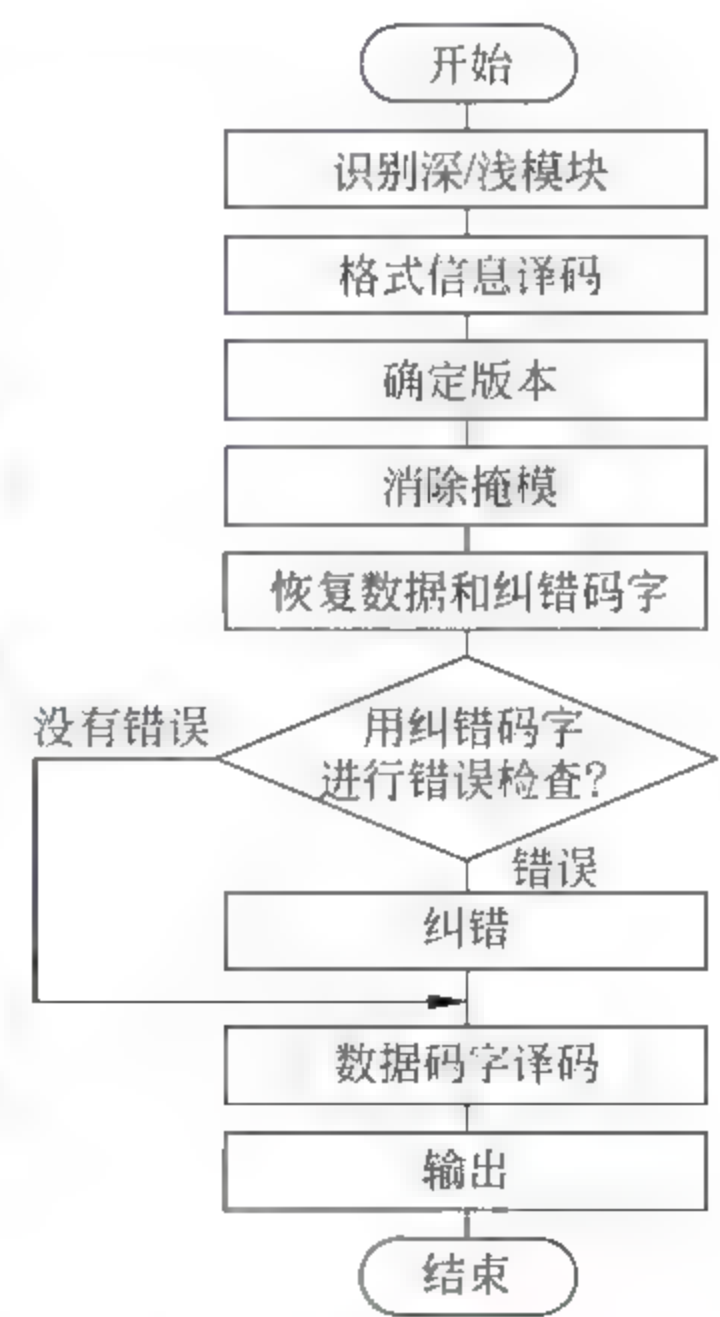 开始
识别深/浅模块
格式信息译码
确定版本
消除掩模
恢复数据和纠错码字
没有错误
用纠错码字
进行错误检查?
错误
纠错
数据码字译码
输出
结束